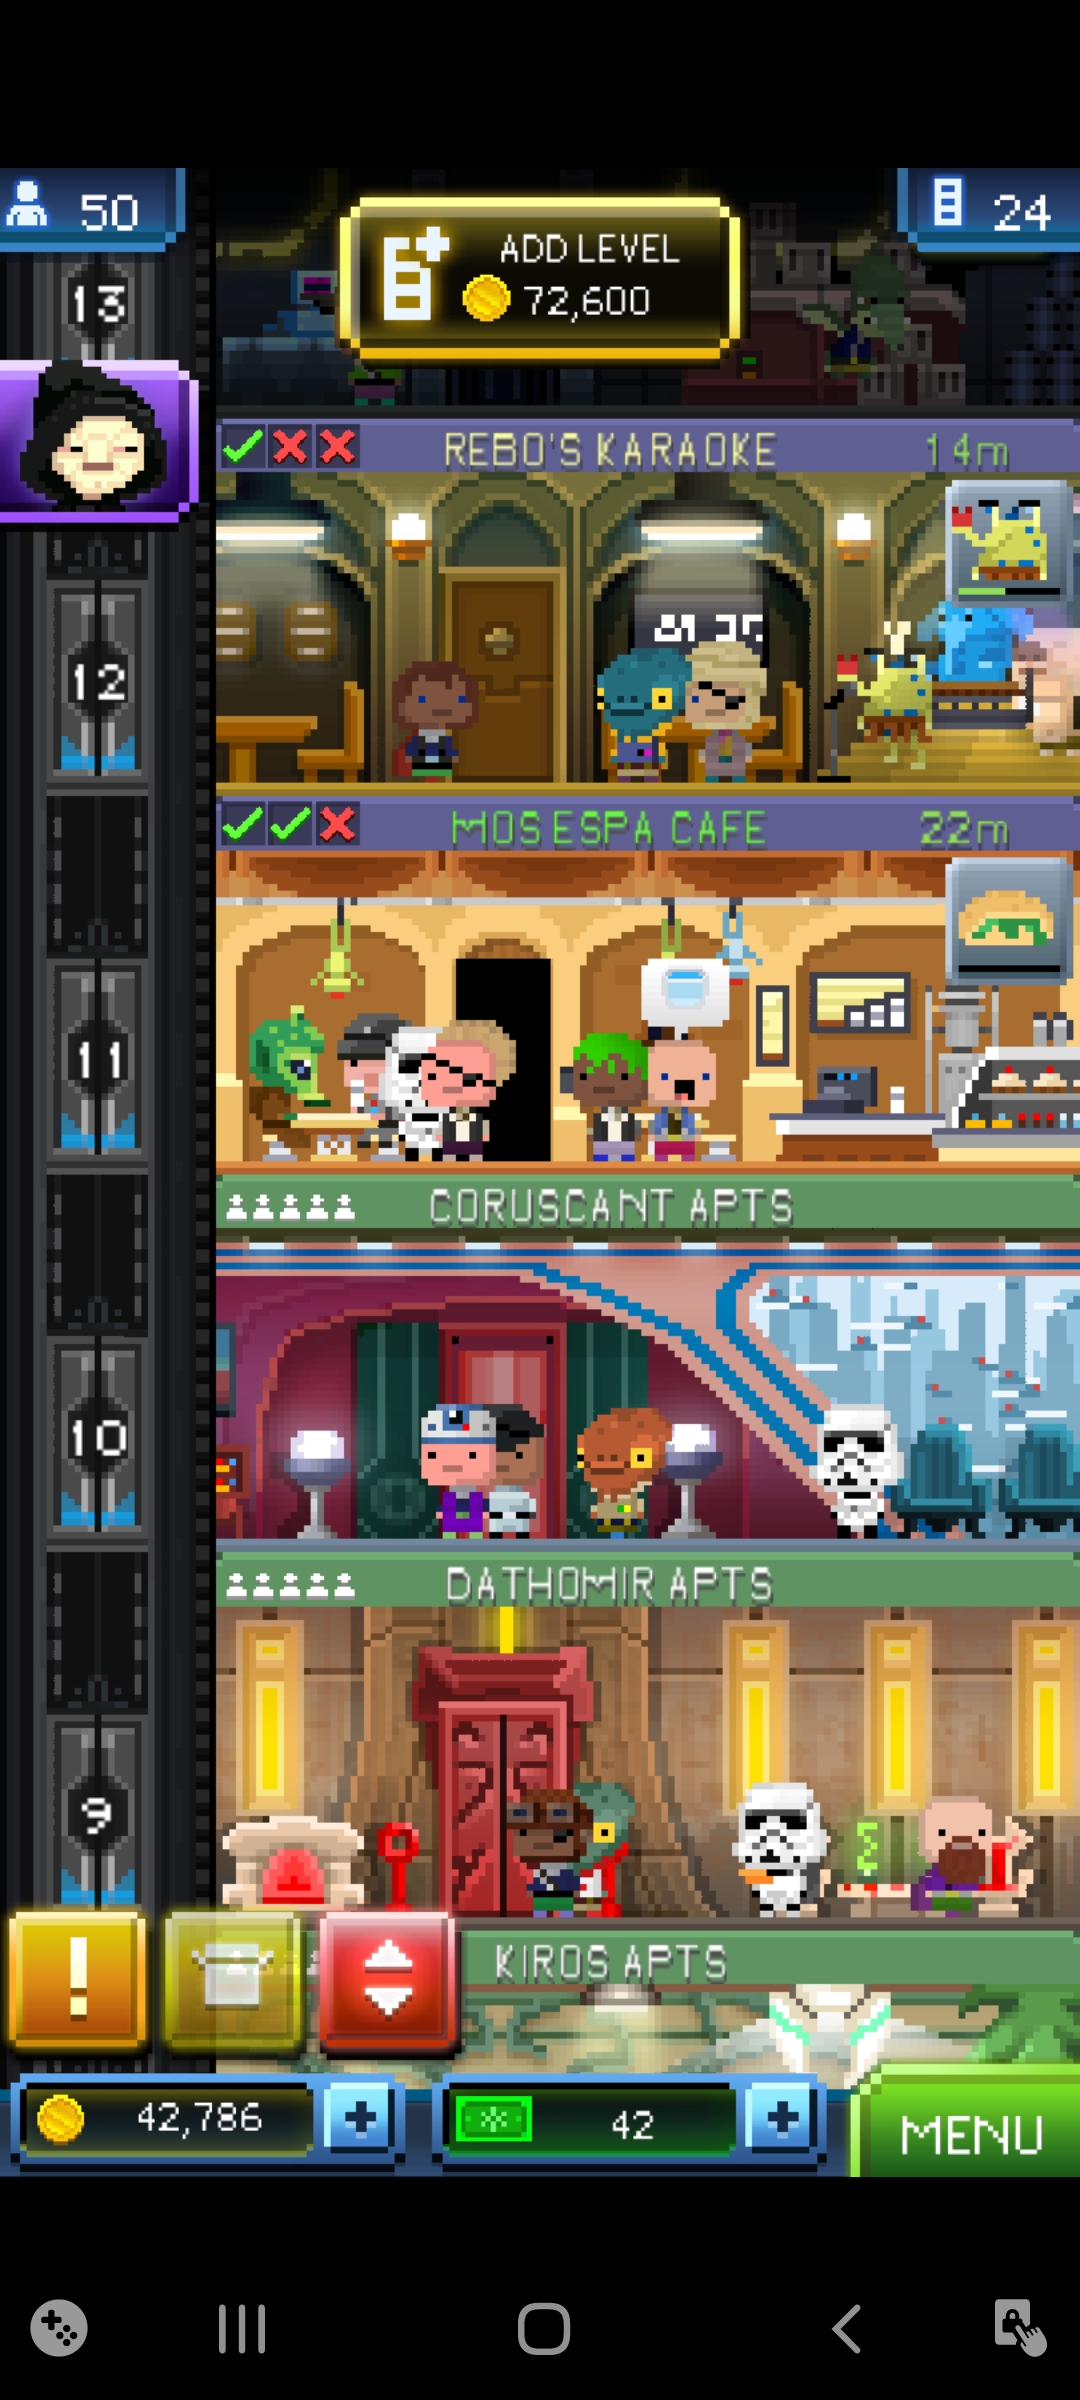 50
ADD LEVEL
72,600
24
13
REBO'S KARAOKE
14m
12
MOS ESPA CAFE
22m
11
CORUSCANT APTS
10
DATHOMIR APTS
9
!
KIROS APTS
42,786
+
42
+
MENU